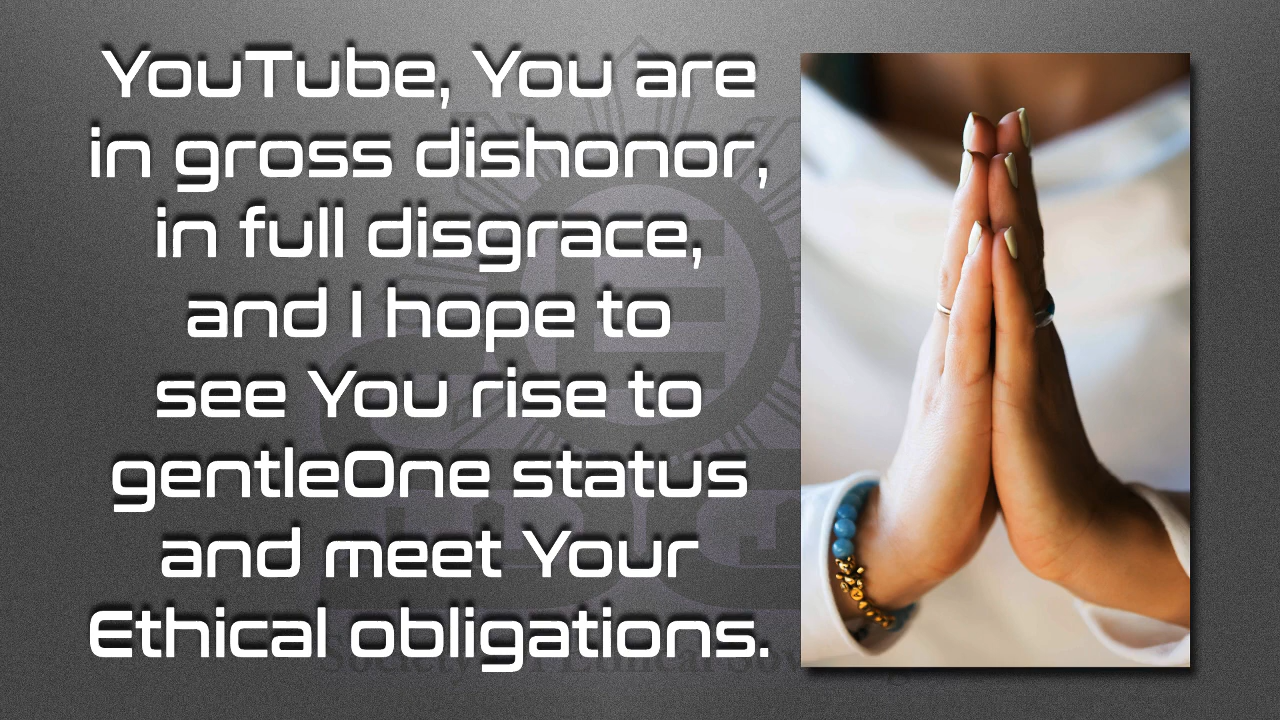 YouTube, You are
in gross dishonor,
in full disgrace,
and I hope to
see You rise to
gentleOne status
and meet Your
Ethical obligations.